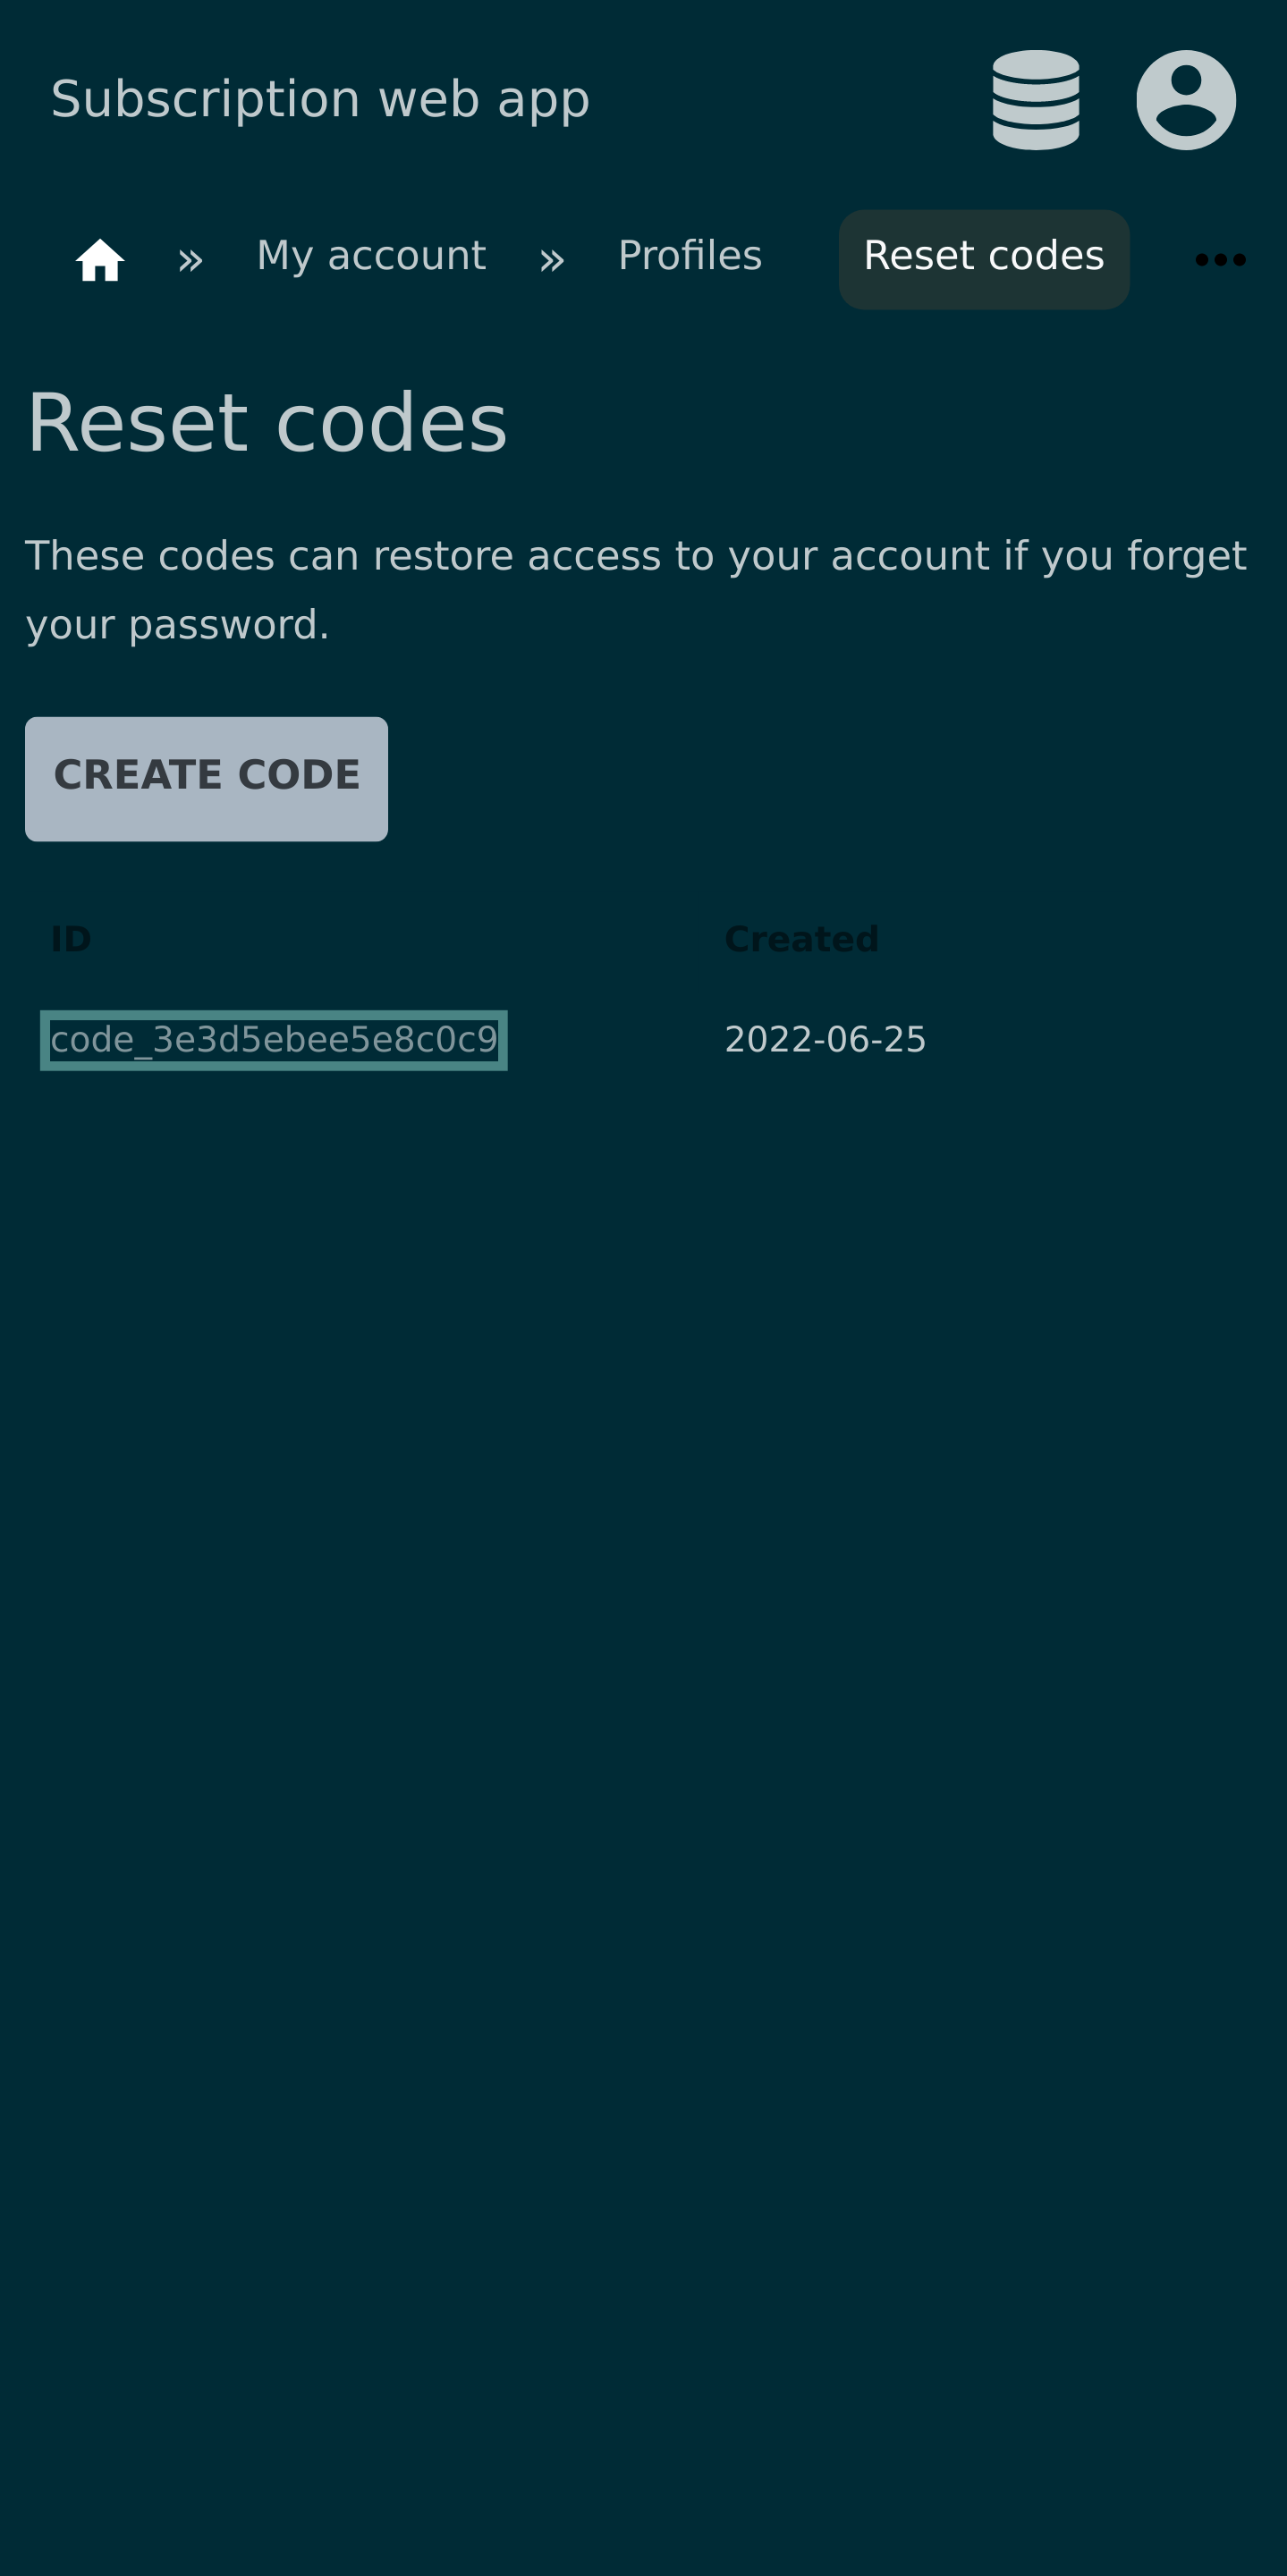 Subscription web app
» My account » Profiles Reset codes
Reset codes
These codes can restore access to your account if you forget
your password.
CREATE CODE
ID Created
code_3e3d5ebee5e8c0c9 2022-06-25